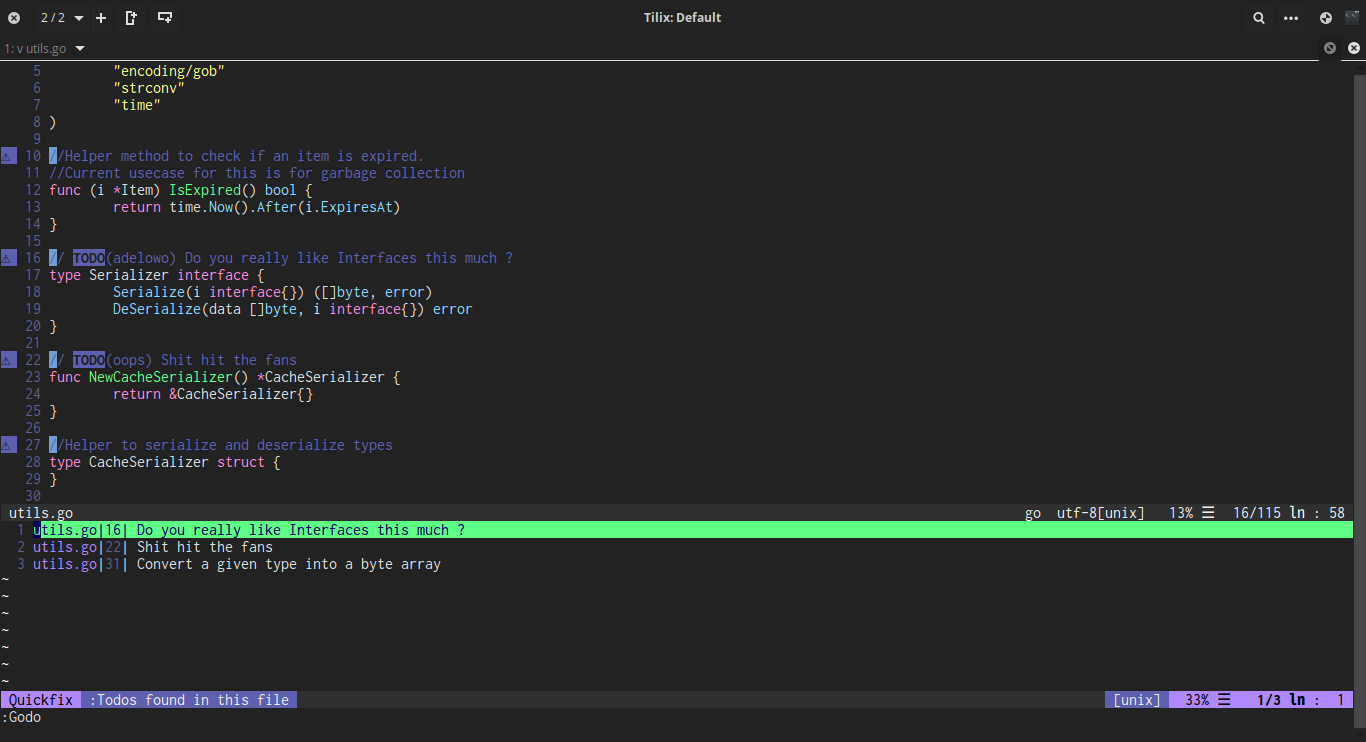 2 / 2
Tilix: Default
1: v utils.go
5 "encoding/gob"
6 "strconv"
7 "time"
8 )
9
10 //Helper method to check if an item is expired.
11 //Current usecase for this is for garbage collection
12 func (i *Item) IsExpired() bool {
13 return time.Now().After(i.ExpiresAt)
14 }
15
16 // TODO(adelowo) Do you really like Interfaces this much ?
17 type Serializer interface {
18 Serialize(i interface{}) ([]byte, error)
19 DeSerialize(data []byte, i interface{}) error
20 }
21
22 // TODO(oops) Shit hit the fans
23 func NewCacheSerializer() *CacheSerializer {
24 return &CacheSerializer{}
25 }
26
27 //Helper to serialize and deserialize types
28 type CacheSerializer struct {
29 }
30
utils.go go utf-8[unix] 13% ☰ 16/115 ln : 58
1 utils.go|16| Do you really like Interfaces this much ?
2 utils.go|22| Shit hit the fans
3 utils.go|31| Convert a given type into a byte array
~
~
~
~
~
~
~
Quickfix :Todos found in this file [unix] 33% ☰ 1/3 ln : 1
:Godo